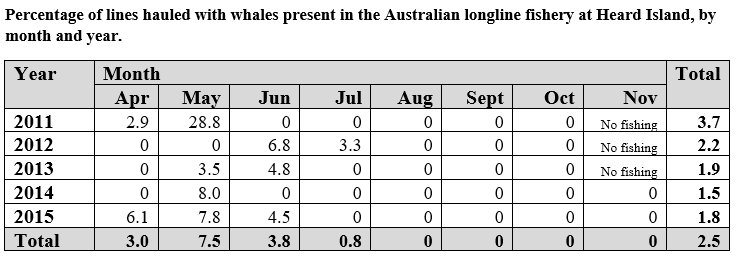 Percentage of lines hauled with whales present in the Australian longline fishery at Heard Island, by
month and year.
Year Month Total
Apr May Jun Jul Aug Sept Oct Nov
2011 2.9 28.8 0 0 0 0 0 No fishing 3.7
2012 0 0 6.8 3.3 0 0 0 No fishing 2.2
2013 0 3.5 4.8 0 0 0 0 No fishing 1.9
2014 0 8.0 0 0 0 0 0 0 1.5
2015 6.1 7.8 4.5 0 0 0 0 0 1.8
Total 3.0 7.5 3.8 0.8 0 0 0 0 2.5